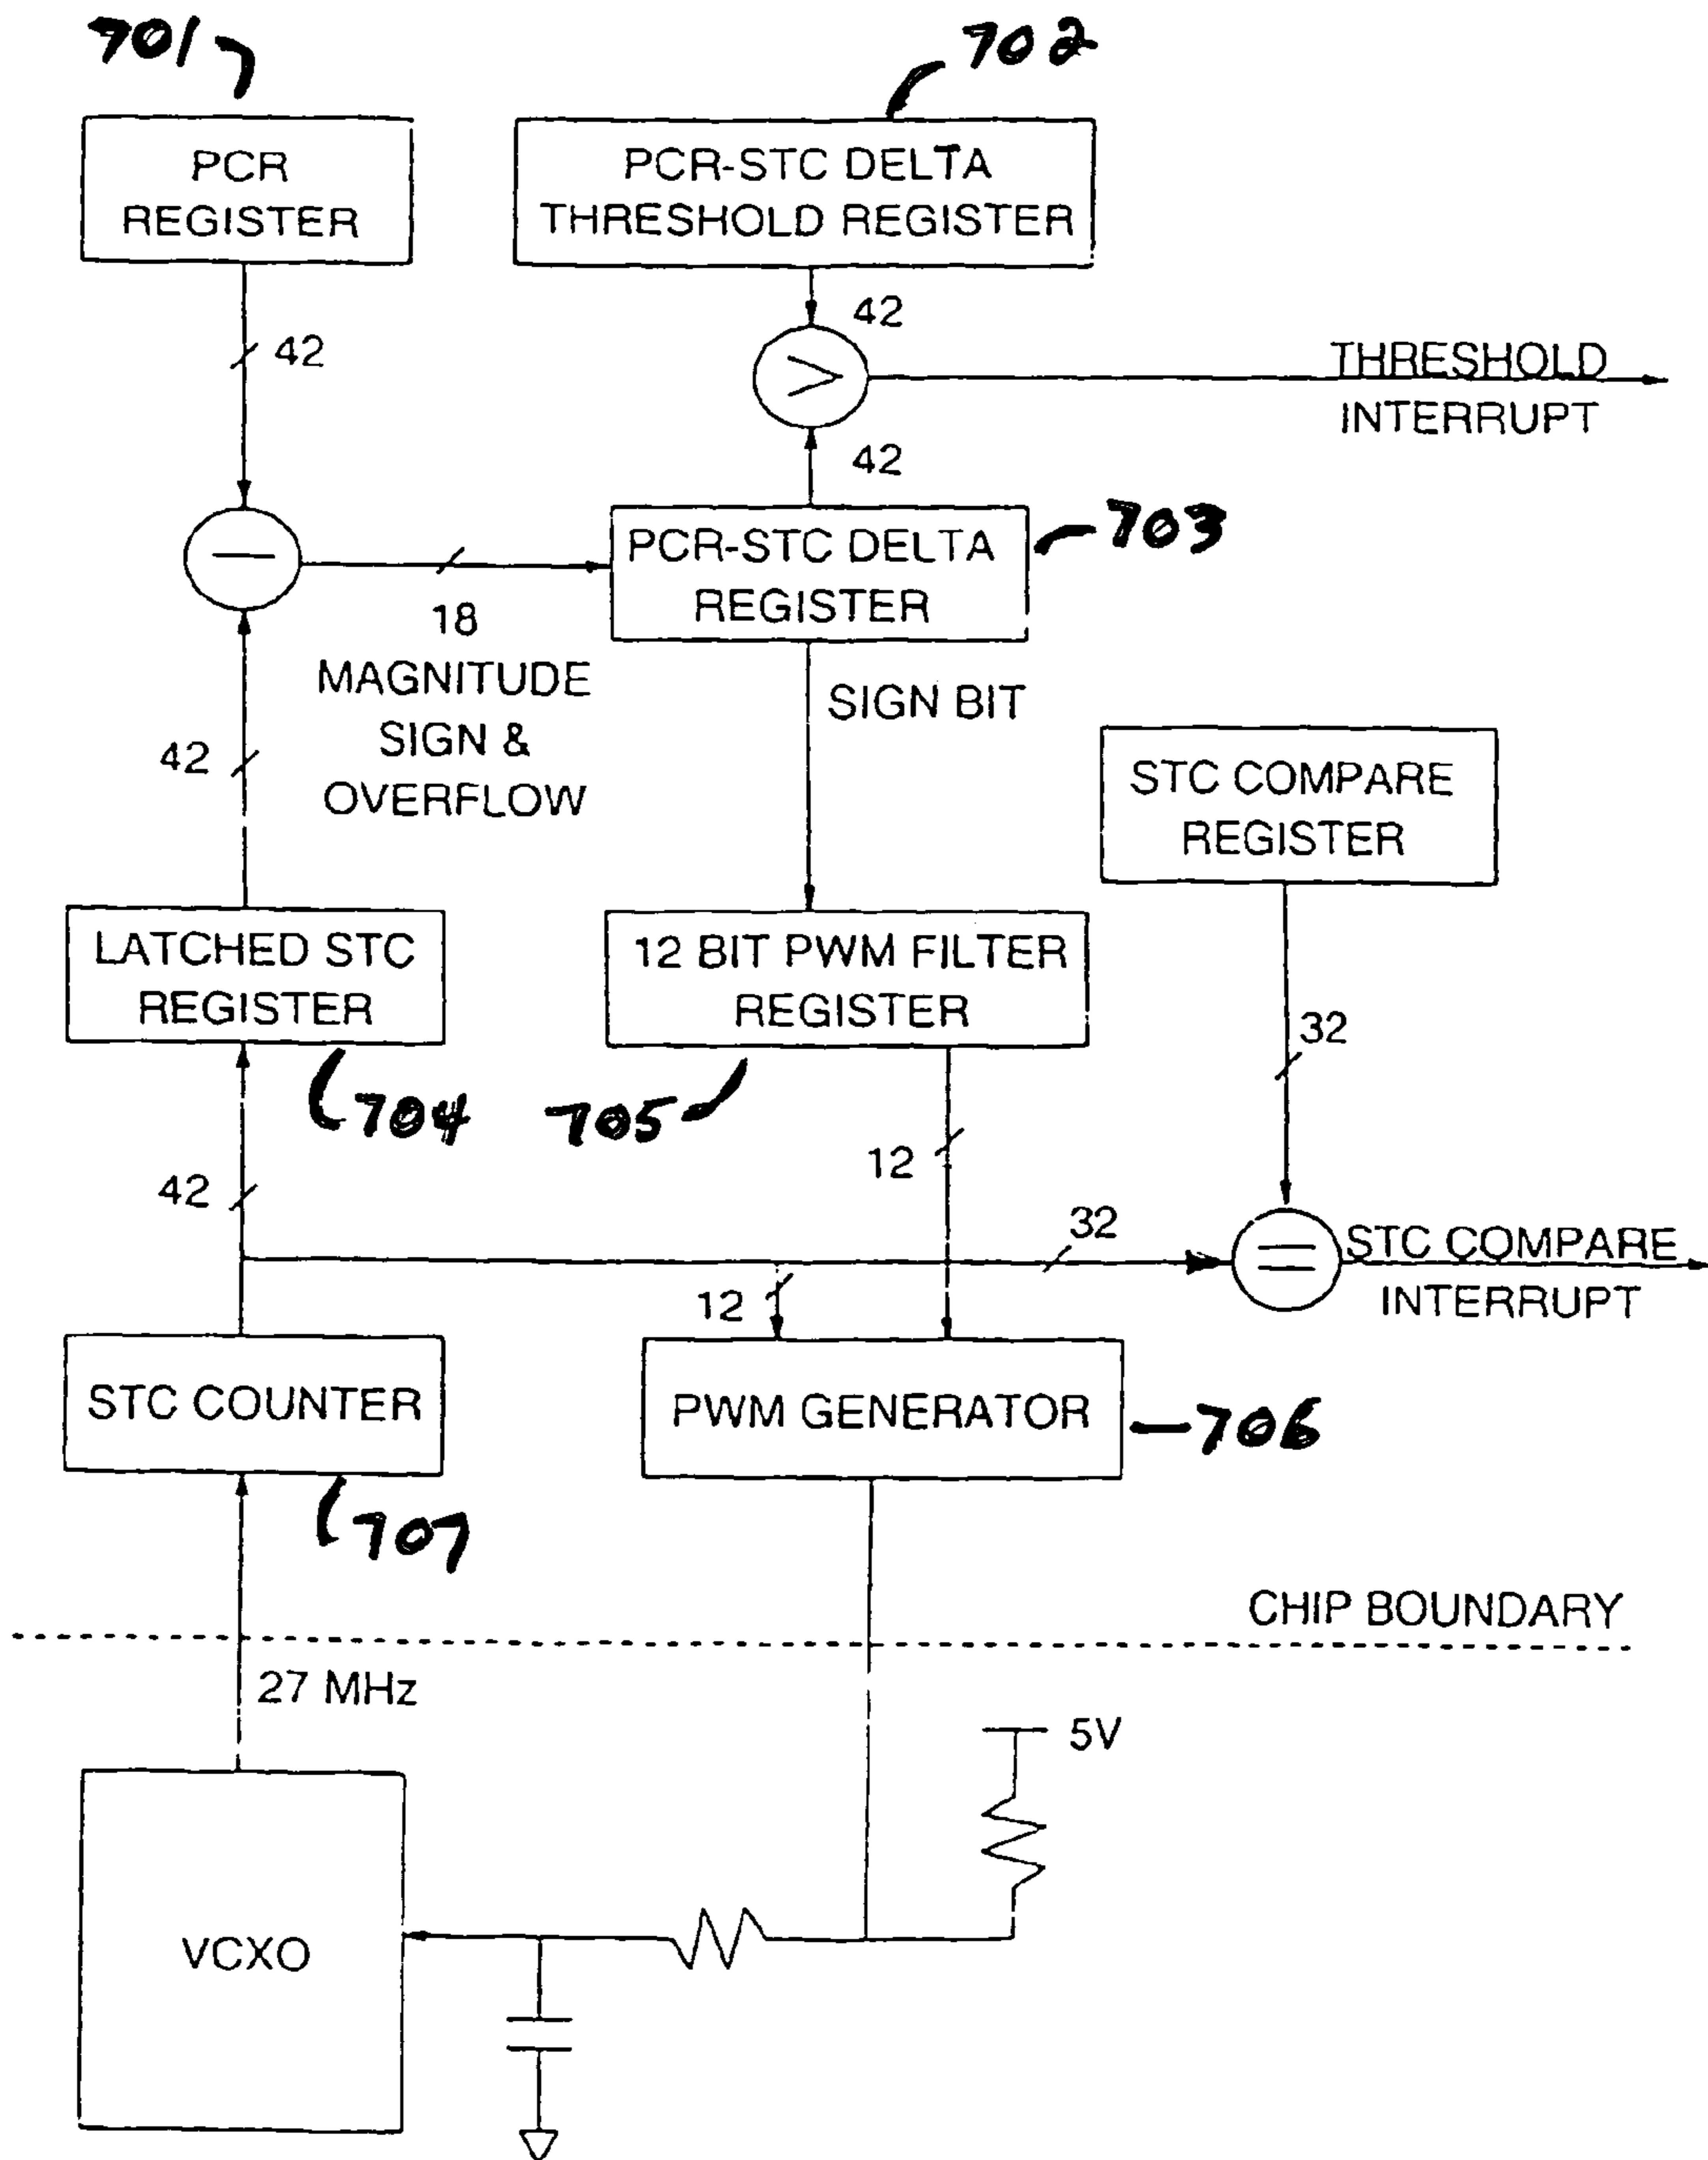 701
702
PCR
REGISTER
PCR-STC DELTA
THRESHOLD REGISTER
42
42
THRESHOLD
INTERRUPT
42
PCR-STC DELTA
REGISTER
703
18
MAGNITUDE
SIGN &
OVERFLOW
SIGN BIT
42
STC COMPARE
REGISTER
LATCHED STC
REGISTER
12 BIT PWM FILTER
REGISTER
32
704
705
12
42
32
STC COMPARE
INTERRUPT
12
STC COUNTER
PWM GENERATOR
706
707
CHIP BOUNDARY
27 MHz
5V
VCXO